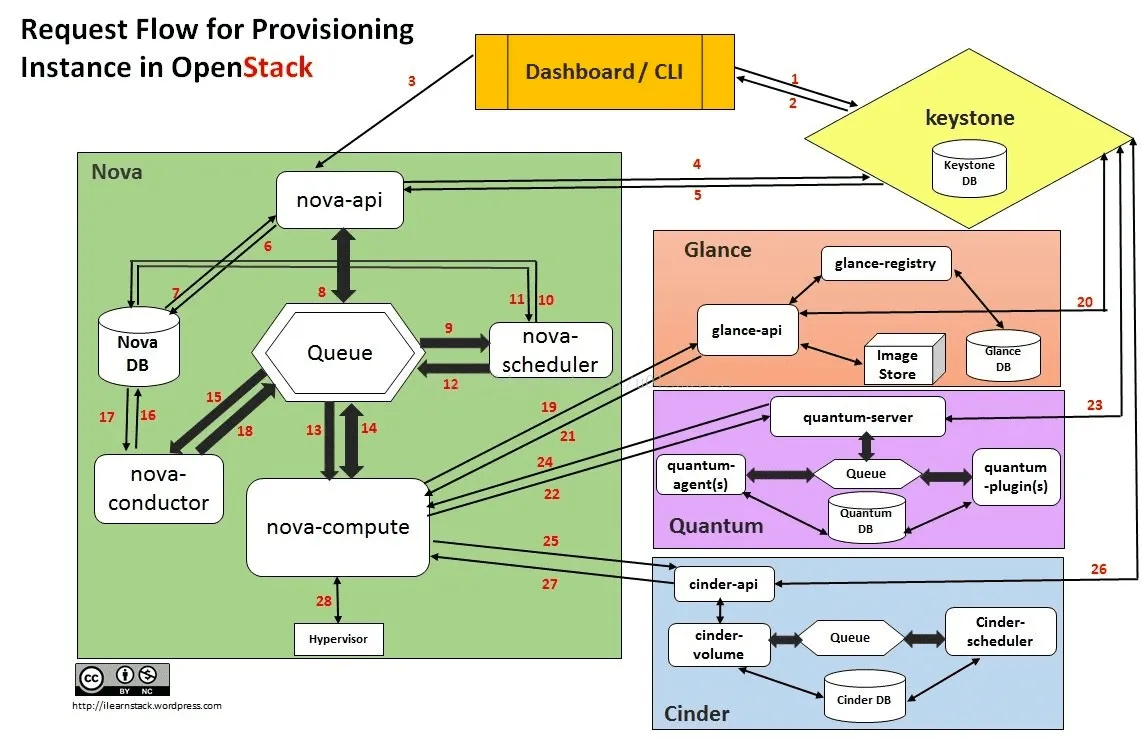 Request Flow for Provisioning
Instance in OpenStack
Dashboard / CLI
1
2
3
keystone
Keystone
DB
Nova
nova-api
4
5
6
7
8
Glance
glance-registry
glance-api
Image
Store
Glance
DB
20
Nova
DB
Queue
9
10
11
12
nova-
scheduler
13
14
15
16
17
18
nova-
conductor
nova-compute
19
21
24
22
quantum-server
23
quantum-
agent(s)
Queue
quantum
-plugin(s)
Quantum
DB
Quantum
25
27
26
28
Hypervisor
cinder-api
cinder-
volume
Queue
Cinder-
scheduler
Cinder DB
Cinder
cc
BY NC
http://ilearnstack.wordpress.com